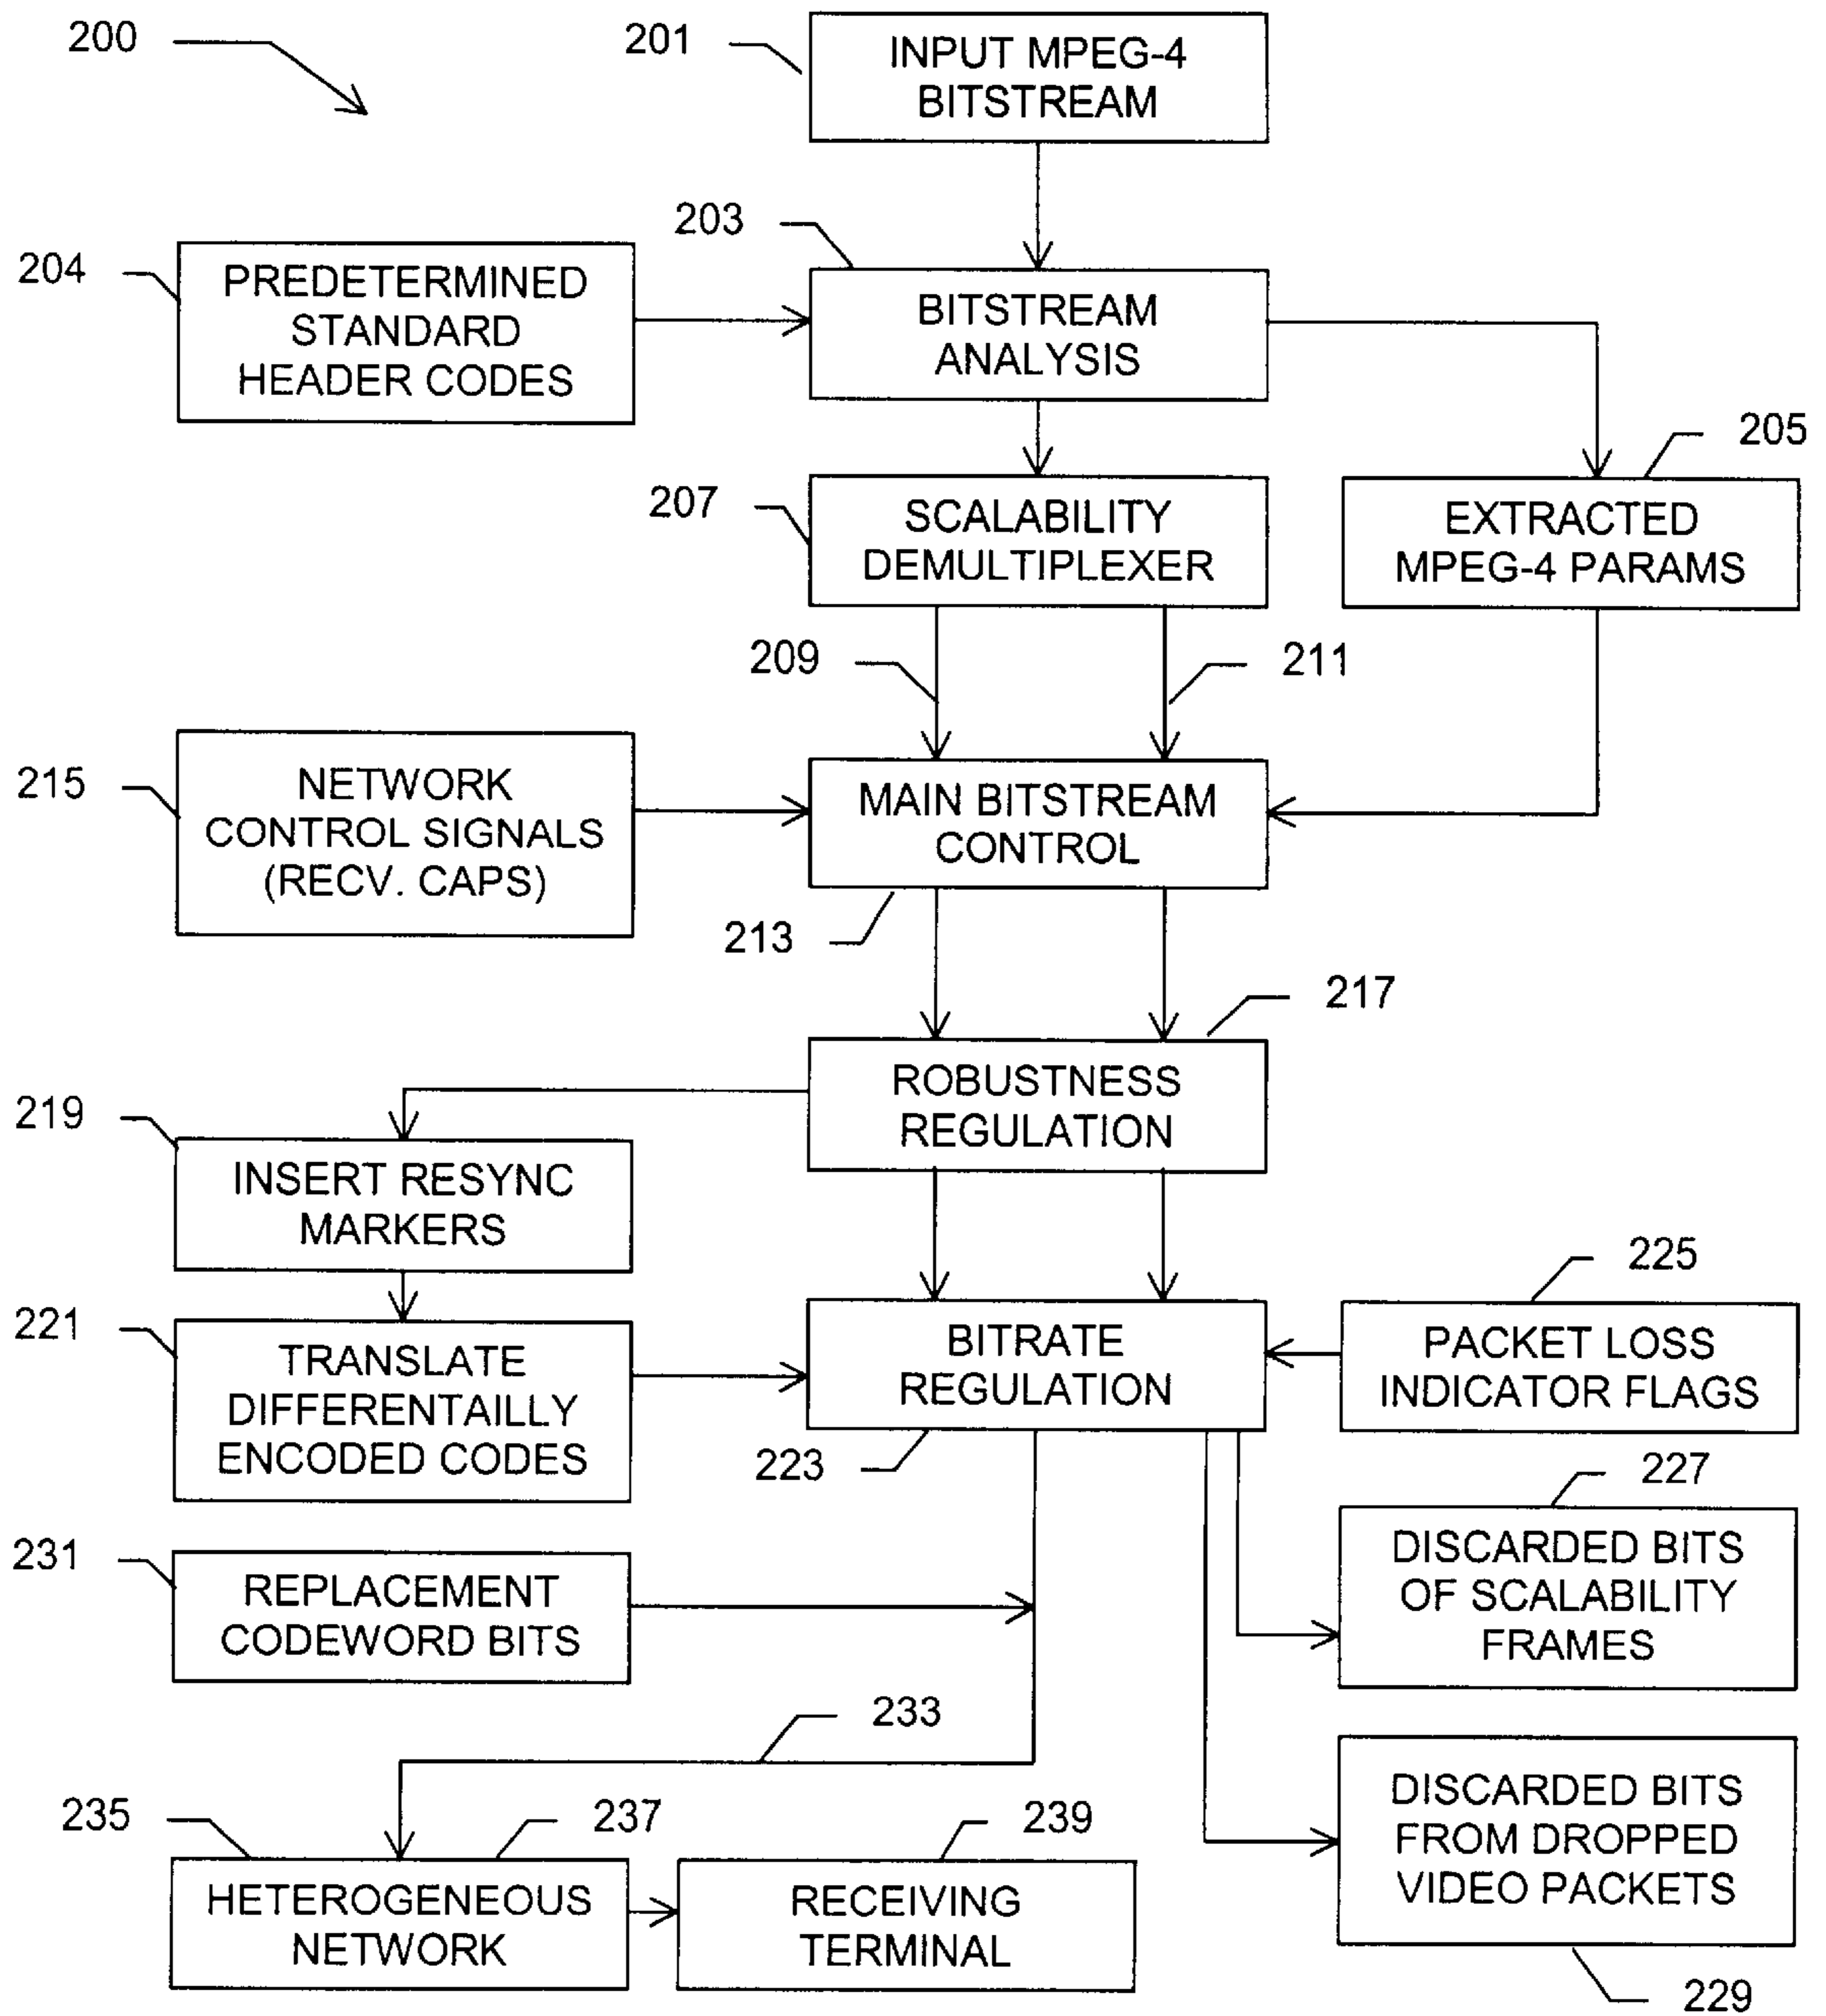 200
201
INPUT MPEG-4
BITSTREAM
203
204
PREDETERMINED
STANDARD
HEADER CODES
BITSTREAM
ANALYSIS
205
207
SCALABILITY
DEMULTIPLEXER
EXTRACTED
MPEG-4 PARAMS
209
211
215
NETWORK
CONTROL SIGNALS
(RECV. CAPS)
MAIN BITSTREAM
CONTROL
213
217
ROBUSTNESS
REGULATION
219
INSERT RESYNC
MARKERS
225
221
TRANSLATE
DIFFERENTAILLY
ENCODED CODES
BITRATE
REGULATION
223
PACKET LOSS
INDICATOR FLAGS
227
231
REPLACEMENT
CODEWORD BITS
DISCARDED BITS
OF SCALABILITY
FRAMES
233
235
237
239
HETEROGENEOUS
NETWORK
RECEIVING
TERMINAL
DISCARDED BITS
FROM DROPPED
VIDEO PACKETS
229